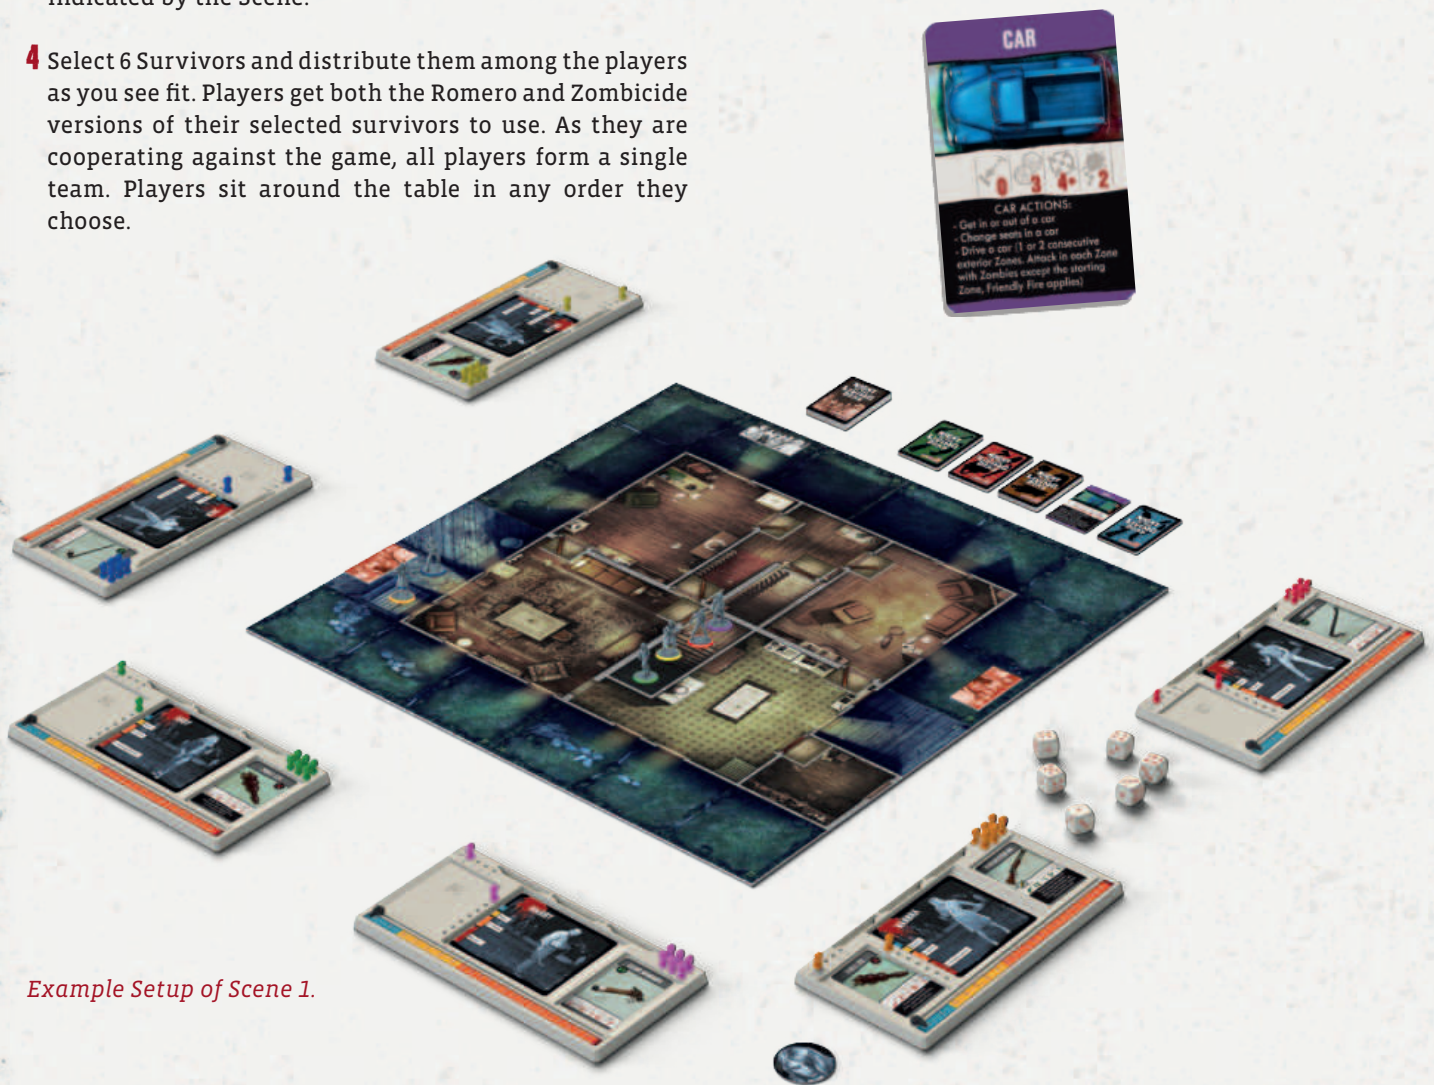 indicated by the Scene.
4 Select 6 Survivors and distribute them among the players
as you see fit. Players get both the Romero and Zombicide
versions of their selected survivors to use. As they are
cooperating against the game, all players form a single
team. Players sit around the table in any order they
choose.
CAR
0 3 4+ 2
CAR ACTIONS:
- Get in or out of a car
- Change seats in a car
- Drive a car (1 or 2 consecutive
exterior Zones. Attack in each Zone
with Zombies except the starting
Zone, Friendly Fire applies)
Example Setup of Scene 1.